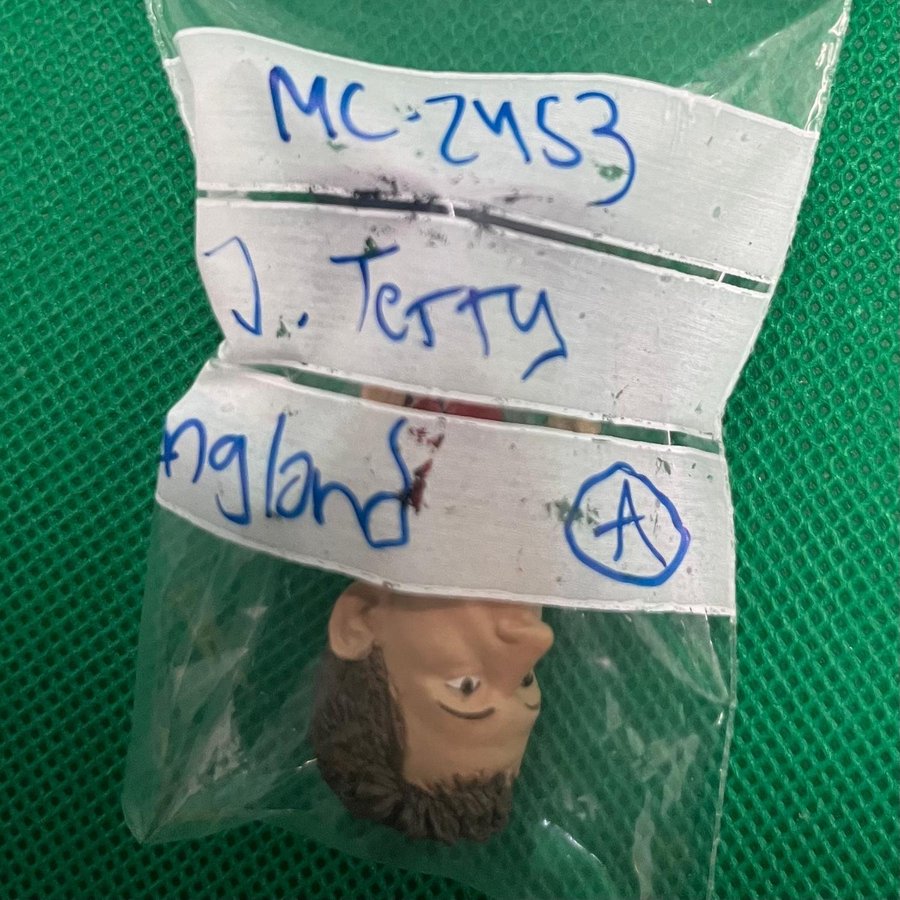 MC-2453
J. Terry
ngland A